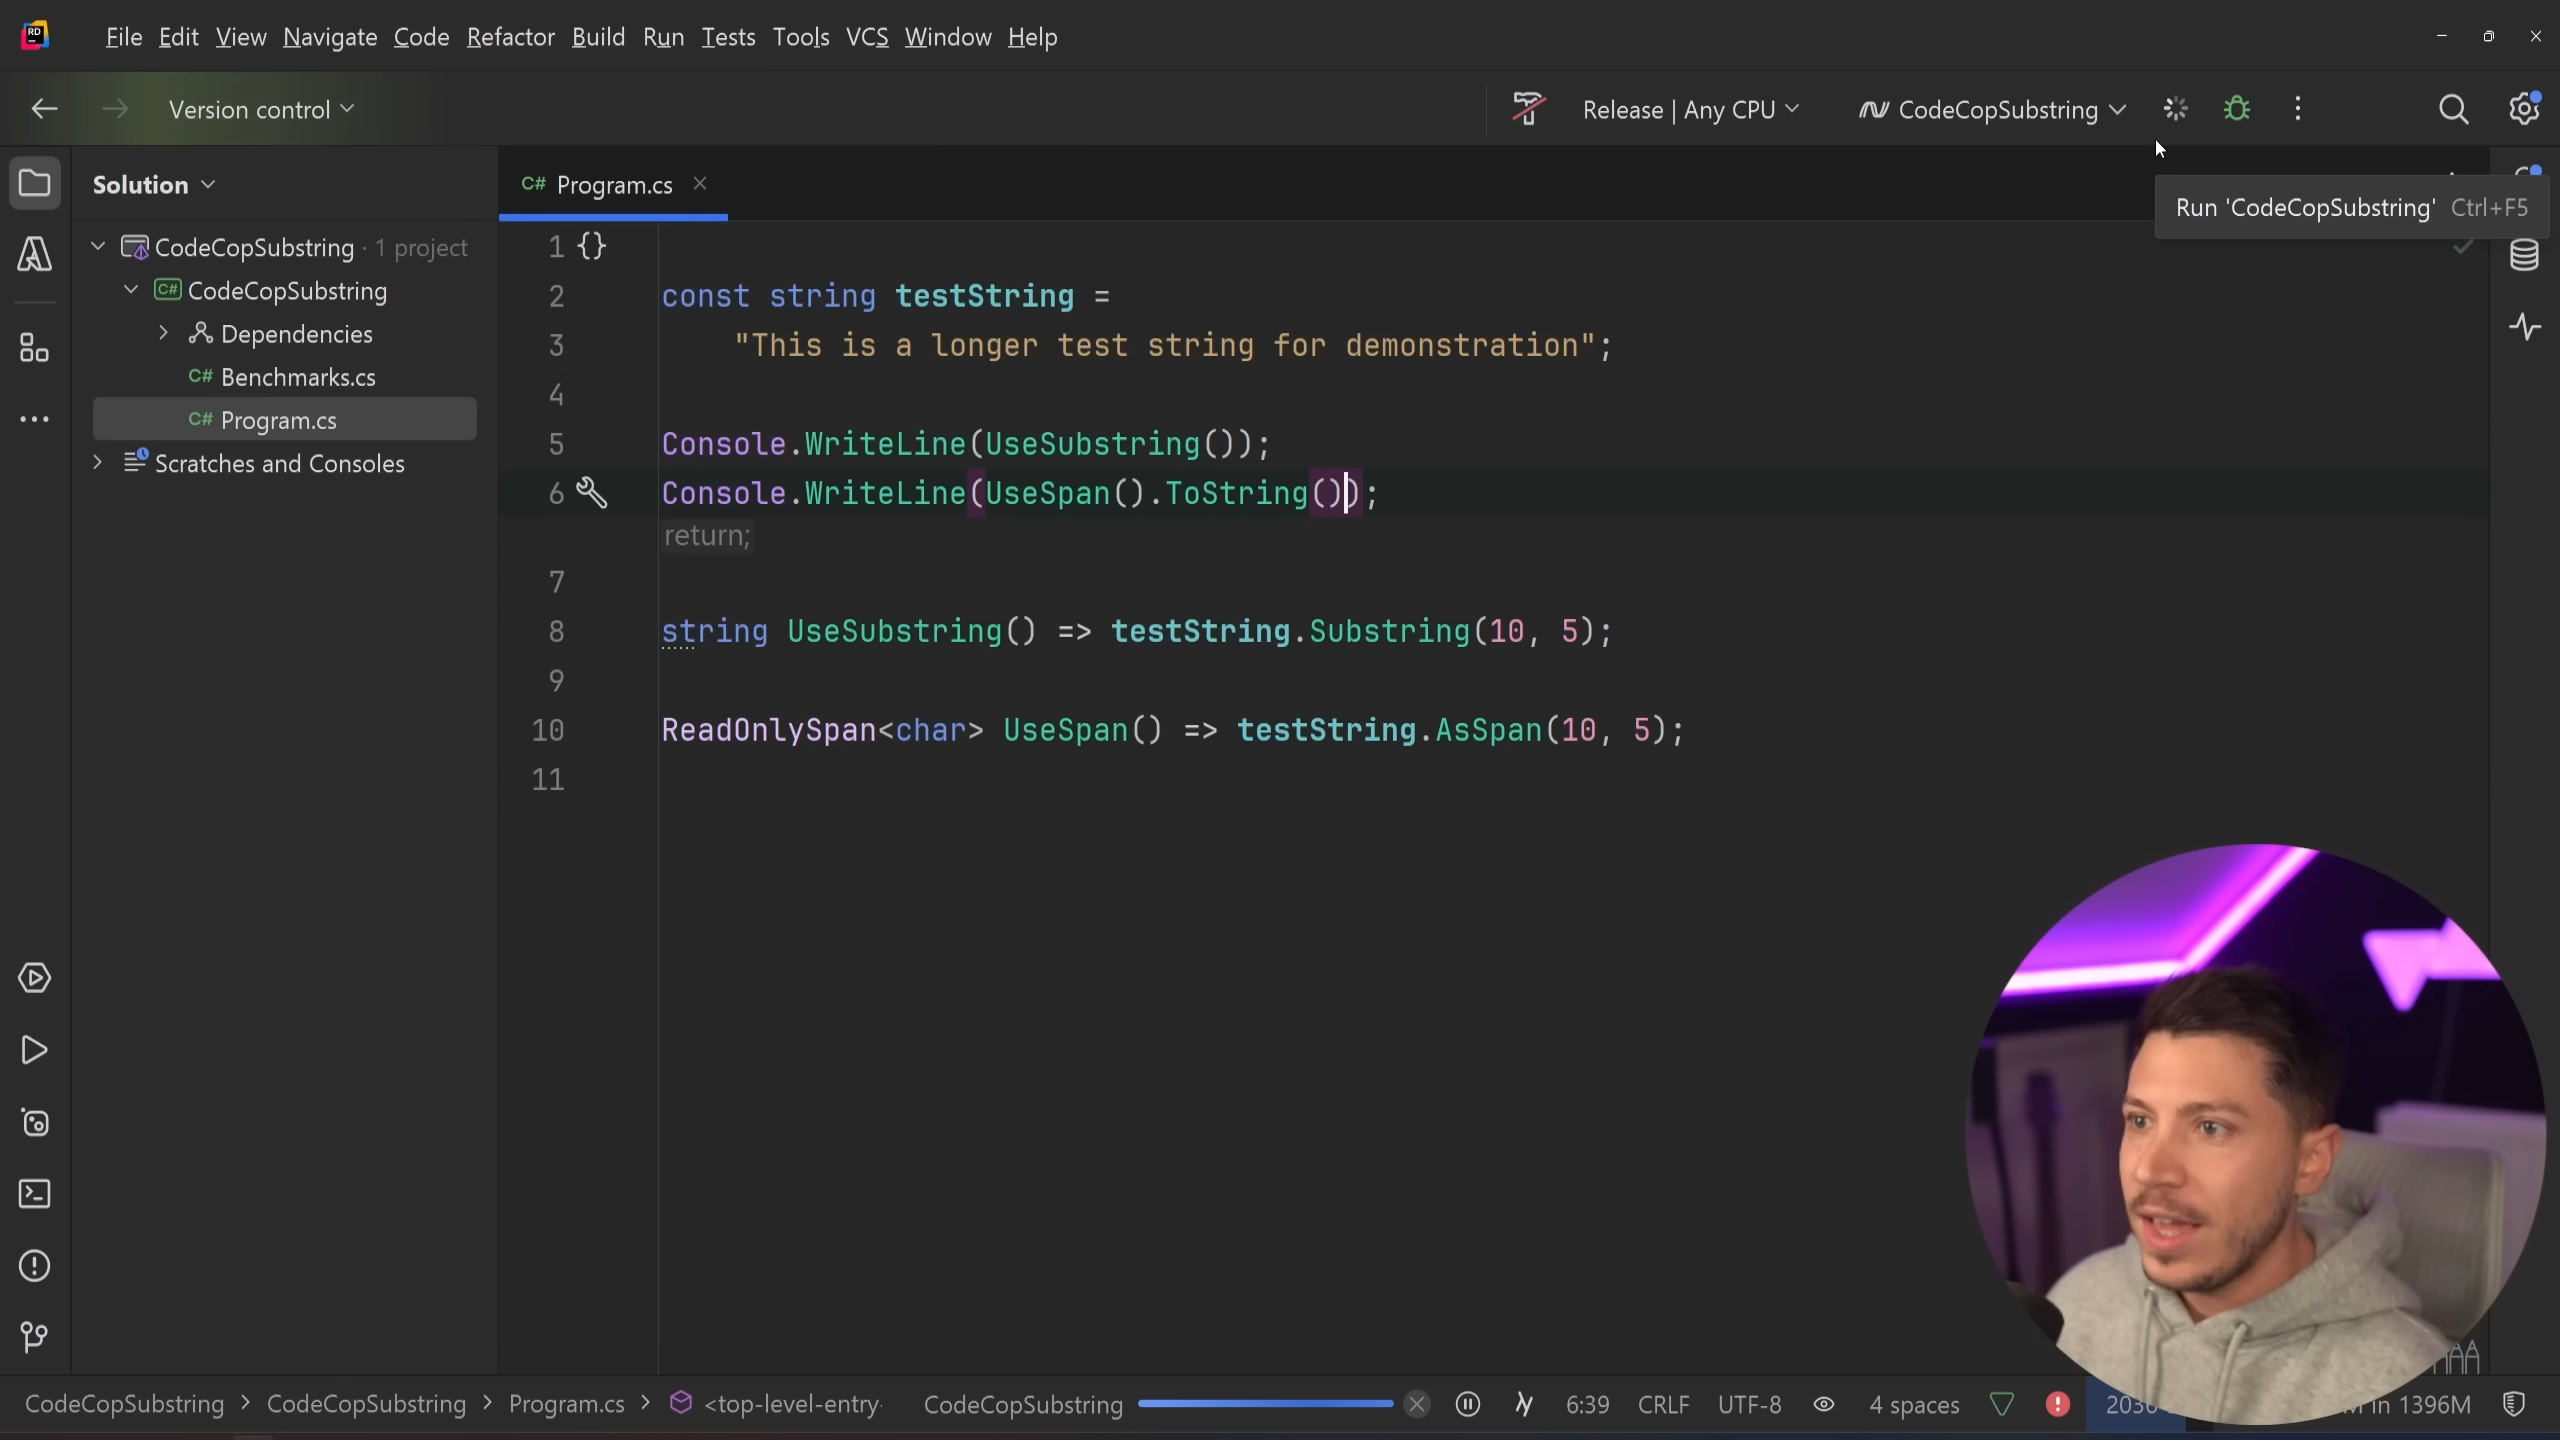 RD
File Edit View Navigate Code Refactor Build Run Tests Tools VCS Window Help
Version control
Release | Any CPU
CodeCopSubstring
Solution
C# Program.cs
Run 'CodeCopSubstring' Ctrl+F5
CodeCopSubstring · 1 project
C# CodeCopSubstring
Dependencies
C# Benchmarks.cs
C# Program.cs
Scratches and Consoles
1 {}
2 const string testString =
3 "This is a longer test string for demonstration";
4
5 Console.WriteLine(UseSubstring());
6 Console.WriteLine(UseSpan().ToString());
return;
7
8 string UseSubstring() => testString.Substring(10, 5);
9
10 ReadOnlySpan<char> UseSpan() => testString.AsSpan(10, 5);
11
CodeCopSubstring > CodeCopSubstring > Program.cs > <top-level-entry
CodeCopSubstring
6:39 CRLF UTF-8 4 spaces
in 1396M